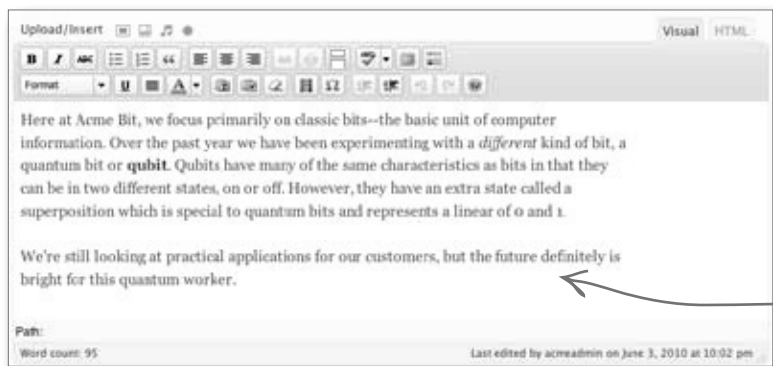 Upload/Insert
Visual HTML
B I ABC
Format U A Ω
Here at Acme Bit, we focus primarily on classic bits--the basic unit of computer
information. Over the past year we have been experimenting with a different kind of bit, a
quantum bit or qubit. Qubits have many of the same characteristics as bits in that they
can be in two different states, on or off. However, they have an extra state called a
superposition which is special to quantum bits and represents a linear of 0 and 1.
We're still looking at practical applications for our customers, but the future definitely is
bright for this quantum worker.
Path:
Word count: 95 Last edited by acmeadmin on June 3, 2010 at 10:02 pm